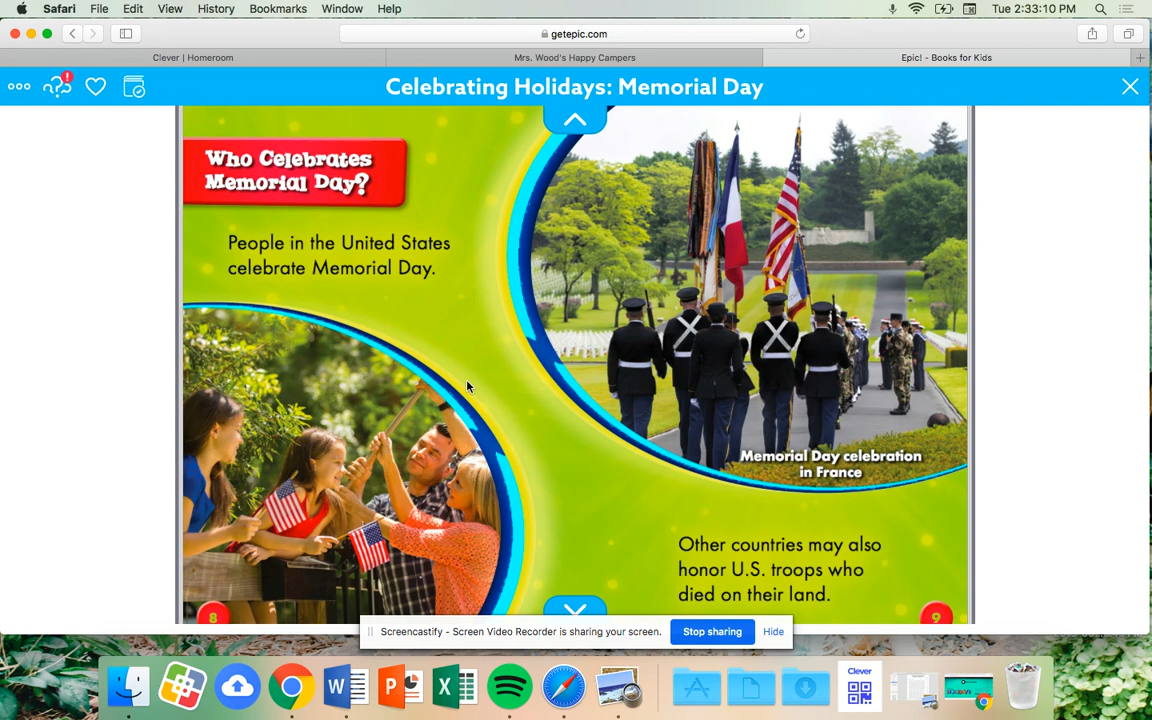 Safari File Edit View History Bookmarks Window Help
Tue 2:33:10 PM
getepic.com
Clever | Homeroom
Mrs. Wood's Happy Campers
Epic! - Books for Kids
Celebrating Holidays: Memorial Day
Who Celebrates
Memorial Day?
People in the United States
celebrate Memorial Day.
Memorial Day celebration
in France
Other countries may also
honor U.S. troops who
died on their land.
8
9
Screencastify - Screen Video Recorder is sharing your screen.
Stop sharing
Hide
Clever